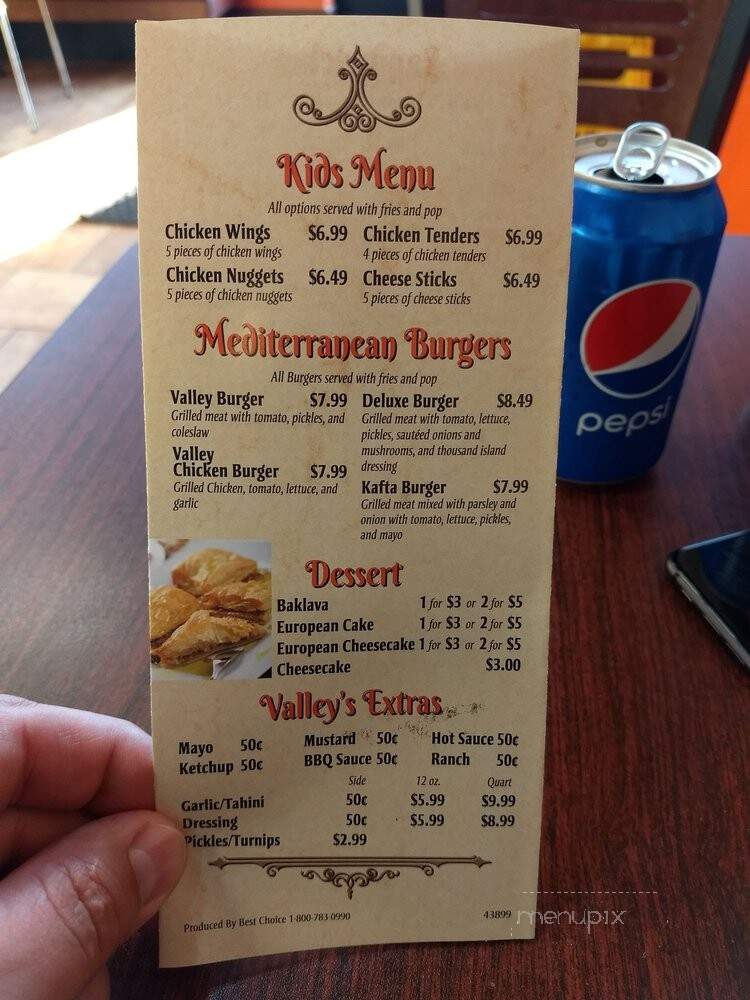 Kids Menu
All options served with fries and pop
Chicken Wings $6.99
5 pieces of chicken wings
Chicken Tenders $6.99
4 pieces of chicken tenders
Chicken Nuggets $6.49
5 pieces of chicken nuggets
Cheese Sticks $6.49
5 pieces of cheese sticks
Mediterranean Burgers
All Burgers served with fries and pop
Valley Burger $7.99
Grilled meat with tomato, pickles, and
coleslaw
Valley
Chicken Burger $7.99
Grilled Chicken, tomato, lettuce, and
garlic
Deluxe Burger $8.49
Grilled meat with tomato, lettuce,
pickles, sautéed onions and
mushrooms, and thousand island
dressing
Kafta Burger $7.99
Grilled meat mixed with parsley and
onion with tomato, lettuce, pickles,
and mayo
Dessert
Baklava 1 for $3 or 2 for $5
European Cake 1 for $3 or 2 for $5
European Cheesecake 1 for $3 or 2 for $5
Cheesecake $3.00
Valley's Extras
Mayo 50¢ Mustard 50¢ Hot Sauce 50¢
Ketchup 50¢ BBQ Sauce 50¢ Ranch 50¢
Side 12 oz. Quart
Garlic/Tahini 50¢ $5.99 $9.99
Dressing 50¢ $5.99 $8.99
Pickles/Turnips $2.99
Produced By Best Choice 1-800-783-0990 43899
pepsi
menupix